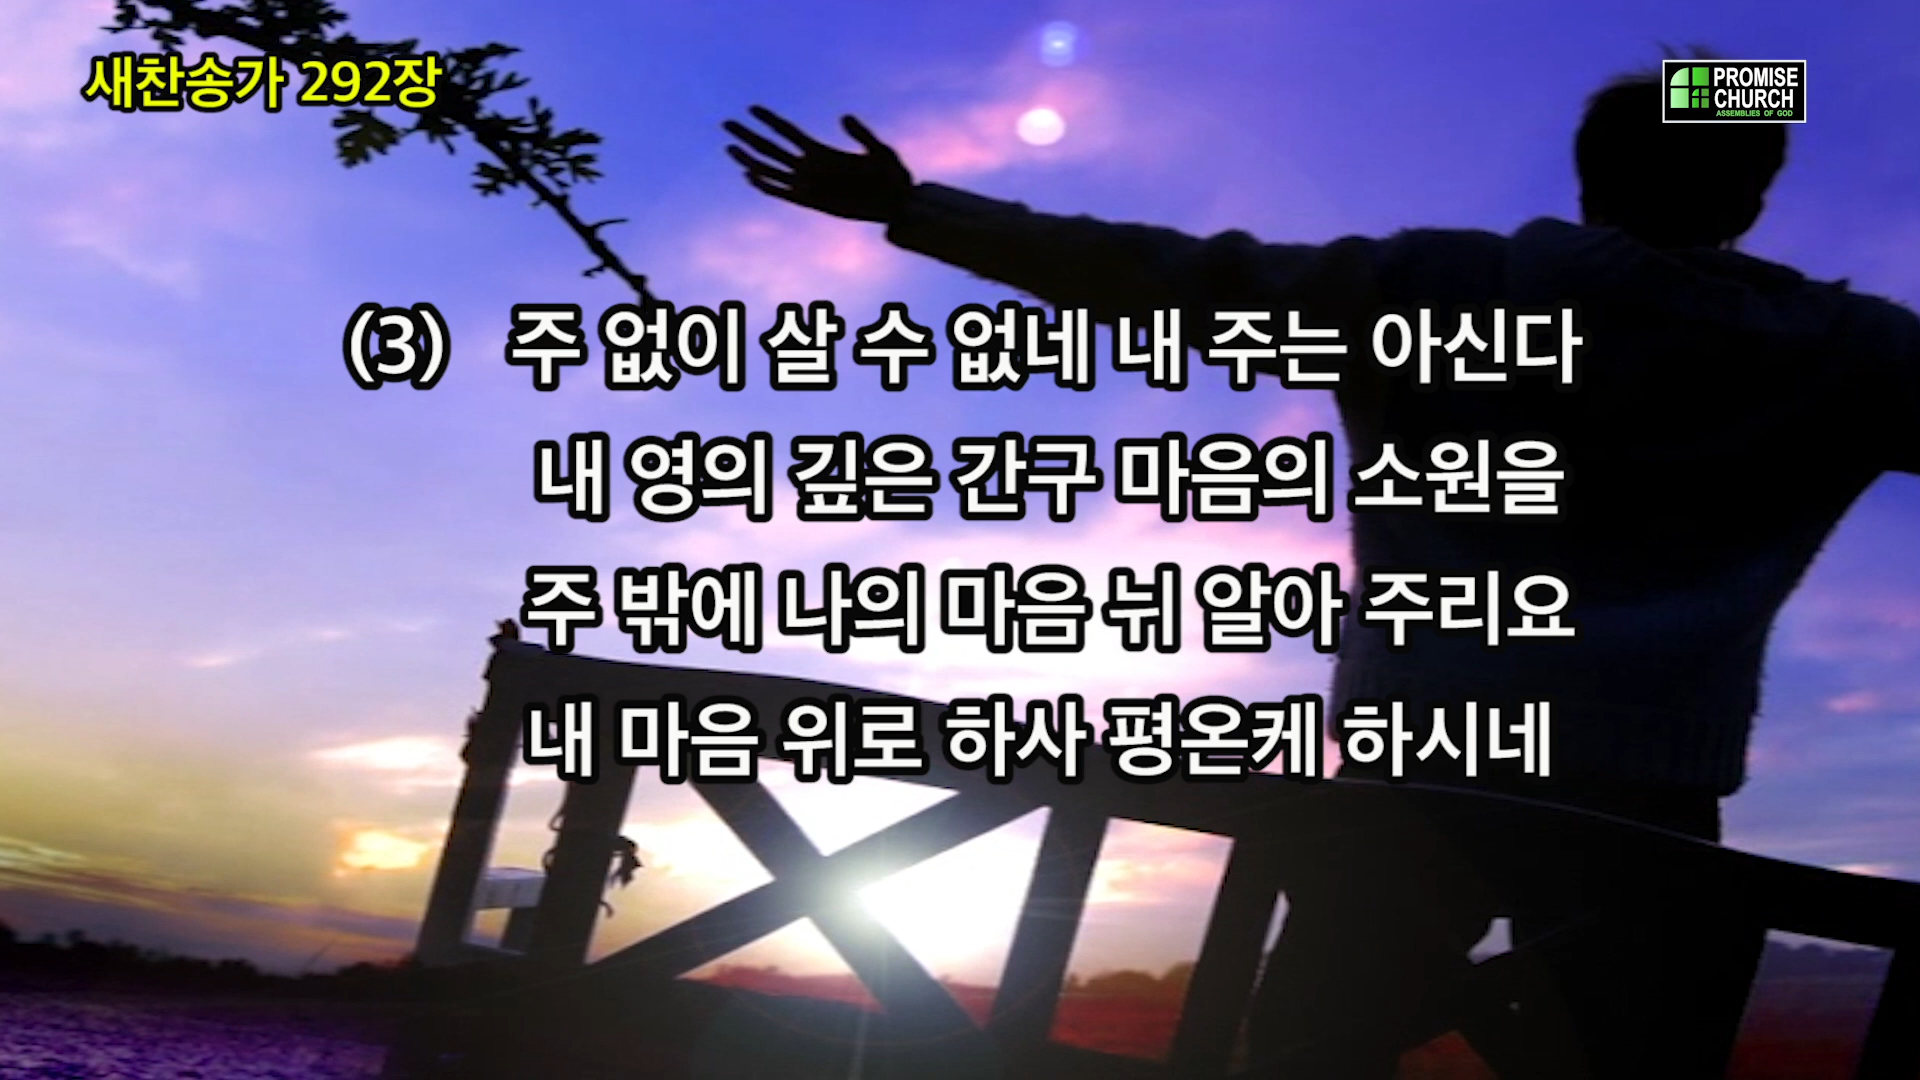 새찬송가 292장
PROMISE
CHURCH
ASSEMBLIES OF GOD
(3) 주 없이 살 수 없네 내 주는 아신다
내 영의 깊은 간구 마음의 소원을
주 밖에 나의 마음 뉘 알아 주리요
내 마음 위로 하사 평온케 하시네